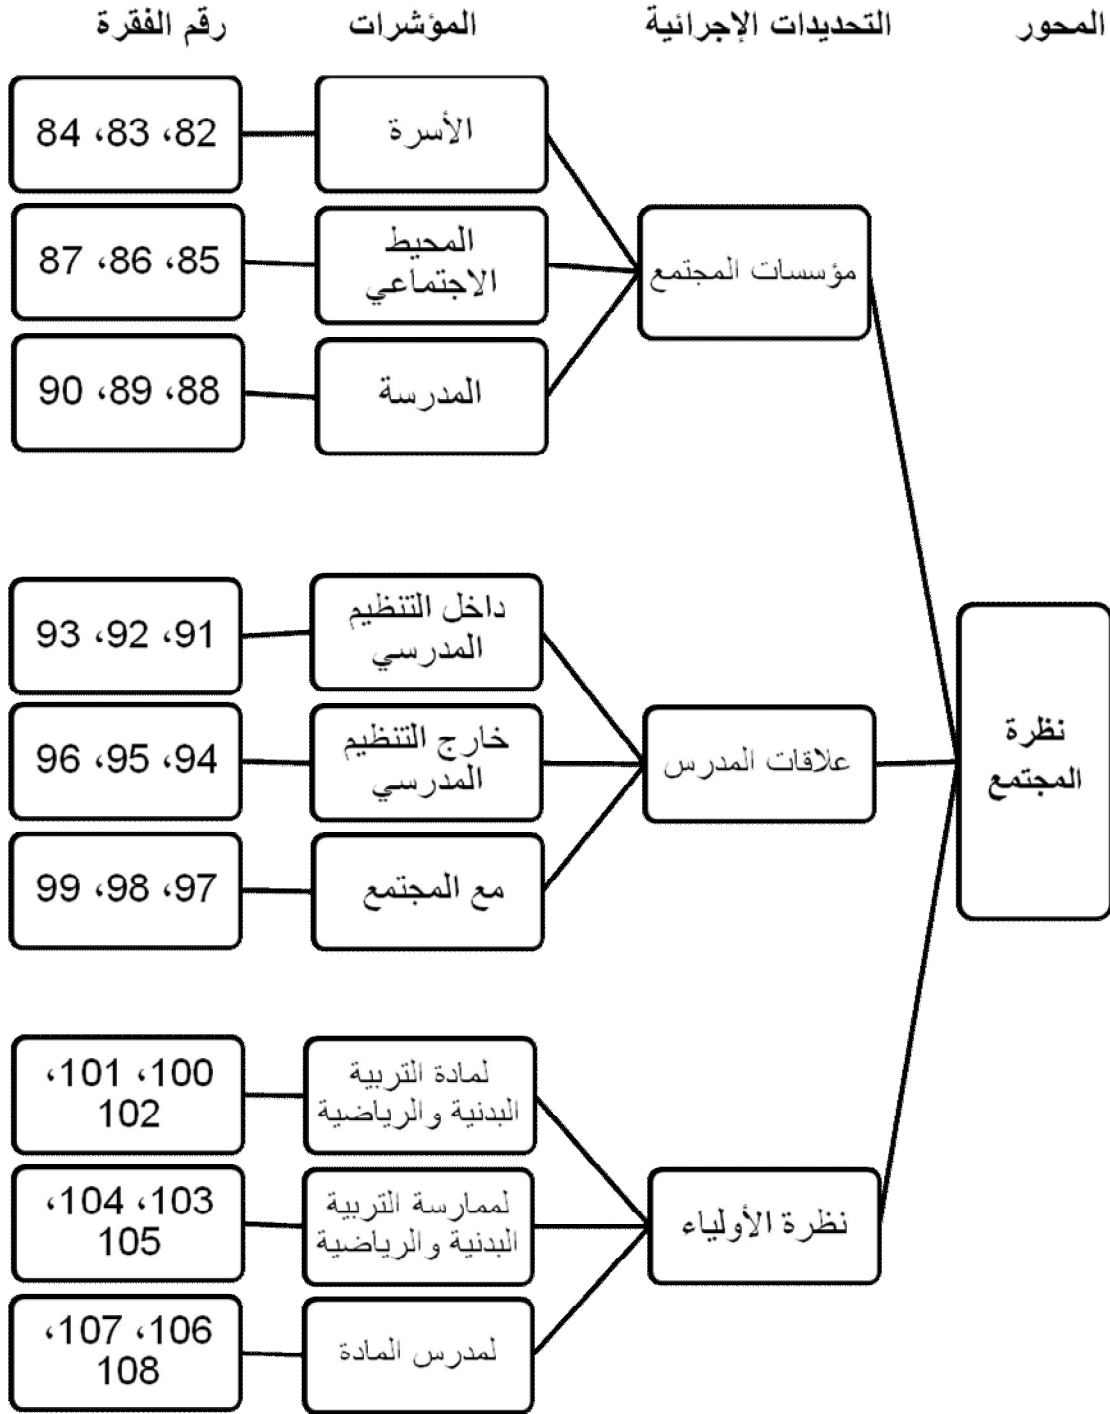 المحور
التحديدات الإجرائية
المؤشرات
رقم الفقرة
نظرة
المجتمع
مؤسسات المجتمع
الأسرة
82، 83، 84
المحيط
الاجتماعي
85، 86، 87
المدرسة
88، 89، 90
علاقات المدرس
داخل التنظيم
المدرسي
91، 92، 93
خارج التنظيم
المدرسي
94، 95، 96
مع المجتمع
97، 98، 99
نظرة الأولياء
لمادة التربية
البدنية والرياضية
100، 101،
102
لممارسة التربية
البدنية والرياضية
103، 104،
105
لمدرس المادة
106، 107،
108